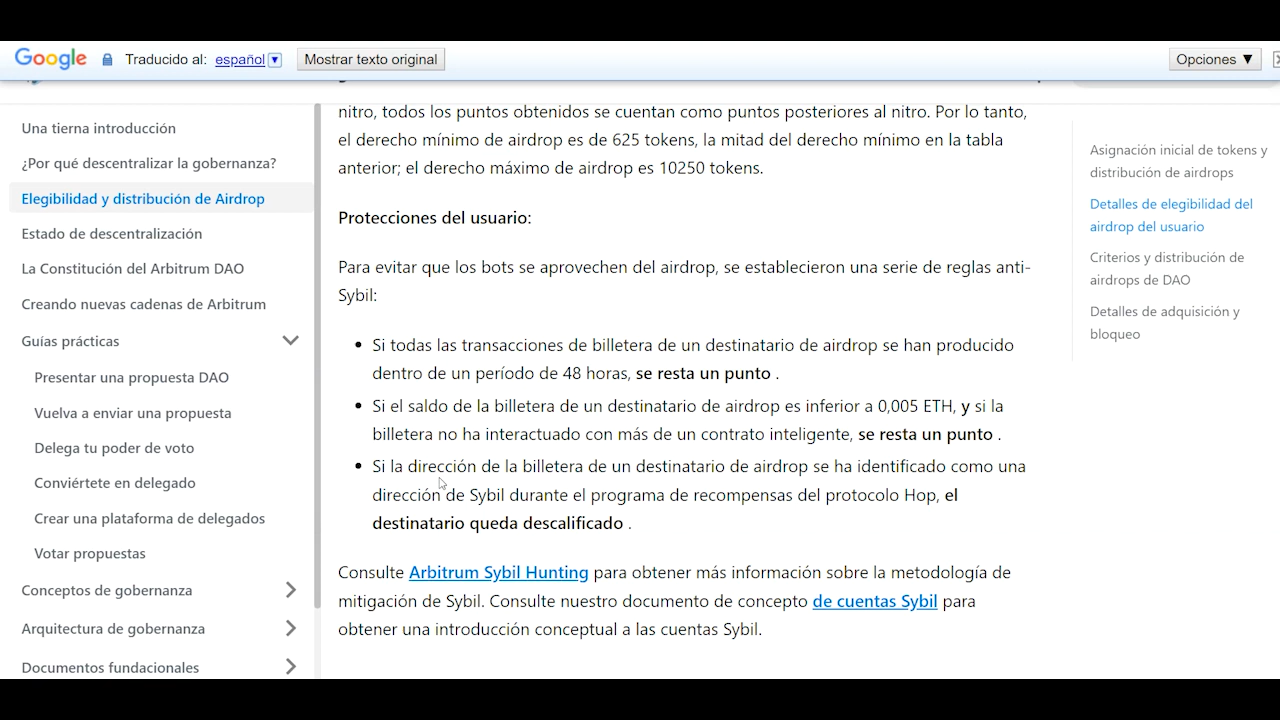 Google Traducido al: español Mostrar texto original Opciones ▼
Una tierna introducción
¿Por qué descentralizar la gobernanza?
Elegibilidad y distribución de Airdrop
Estado de descentralización
La Constitución del Arbitrum DAO
Creando nuevas cadenas de Arbitrum
Guías prácticas
Presentar una propuesta DAO
Vuelva a enviar una propuesta
Delega tu poder de voto
Conviértete en delegado
Crear una plataforma de delegados
Votar propuestas
Conceptos de gobernanza
Arquitectura de gobernanza
Documentos fundacionales
nitro, todos los puntos obtenidos se cuentan como puntos posteriores al nitro. Por lo tanto,
el derecho mínimo de airdrop es de 625 tokens, la mitad del derecho mínimo en la tabla
anterior; el derecho máximo de airdrop es 10250 tokens.
Protecciones del usuario:
Para evitar que los bots se aprovechen del airdrop, se establecieron una serie de reglas anti-
Sybil:
• Si todas las transacciones de billetera de un destinatario de airdrop se han producido
dentro de un período de 48 horas, se resta un punto .
• Si el saldo de la billetera de un destinatario de airdrop es inferior a 0,005 ETH, y si la
billetera no ha interactuado con más de un contrato inteligente, se resta un punto .
• Si la dirección de la billetera de un destinatario de airdrop se ha identificado como una
dirección de Sybil durante el programa de recompensas del protocolo Hop, el
destinatario queda descalificado .
Consulte Arbitrum Sybil Hunting para obtener más información sobre la metodología de
mitigación de Sybil. Consulte nuestro documento de concepto de cuentas Sybil para
obtener una introducción conceptual a las cuentas Sybil.
Asignación inicial de tokens y
distribución de airdrops
Detalles de elegibilidad del
airdrop del usuario
Criterios y distribución de
airdrops de DAO
Detalles de adquisición y
bloqueo